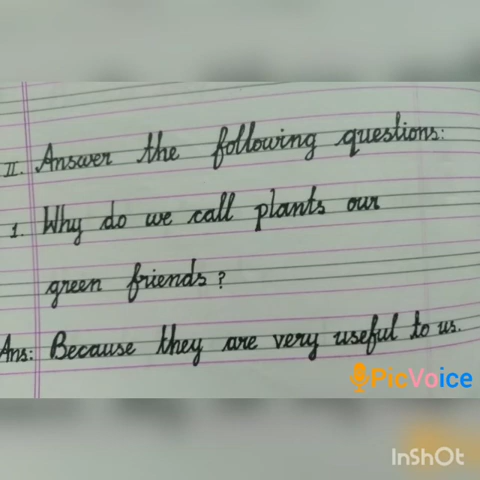 II. Answer the following questions:
1. Why do we call plants our
green friends?
Ans: Because they are very useful to us.
PicVoice
InShOt